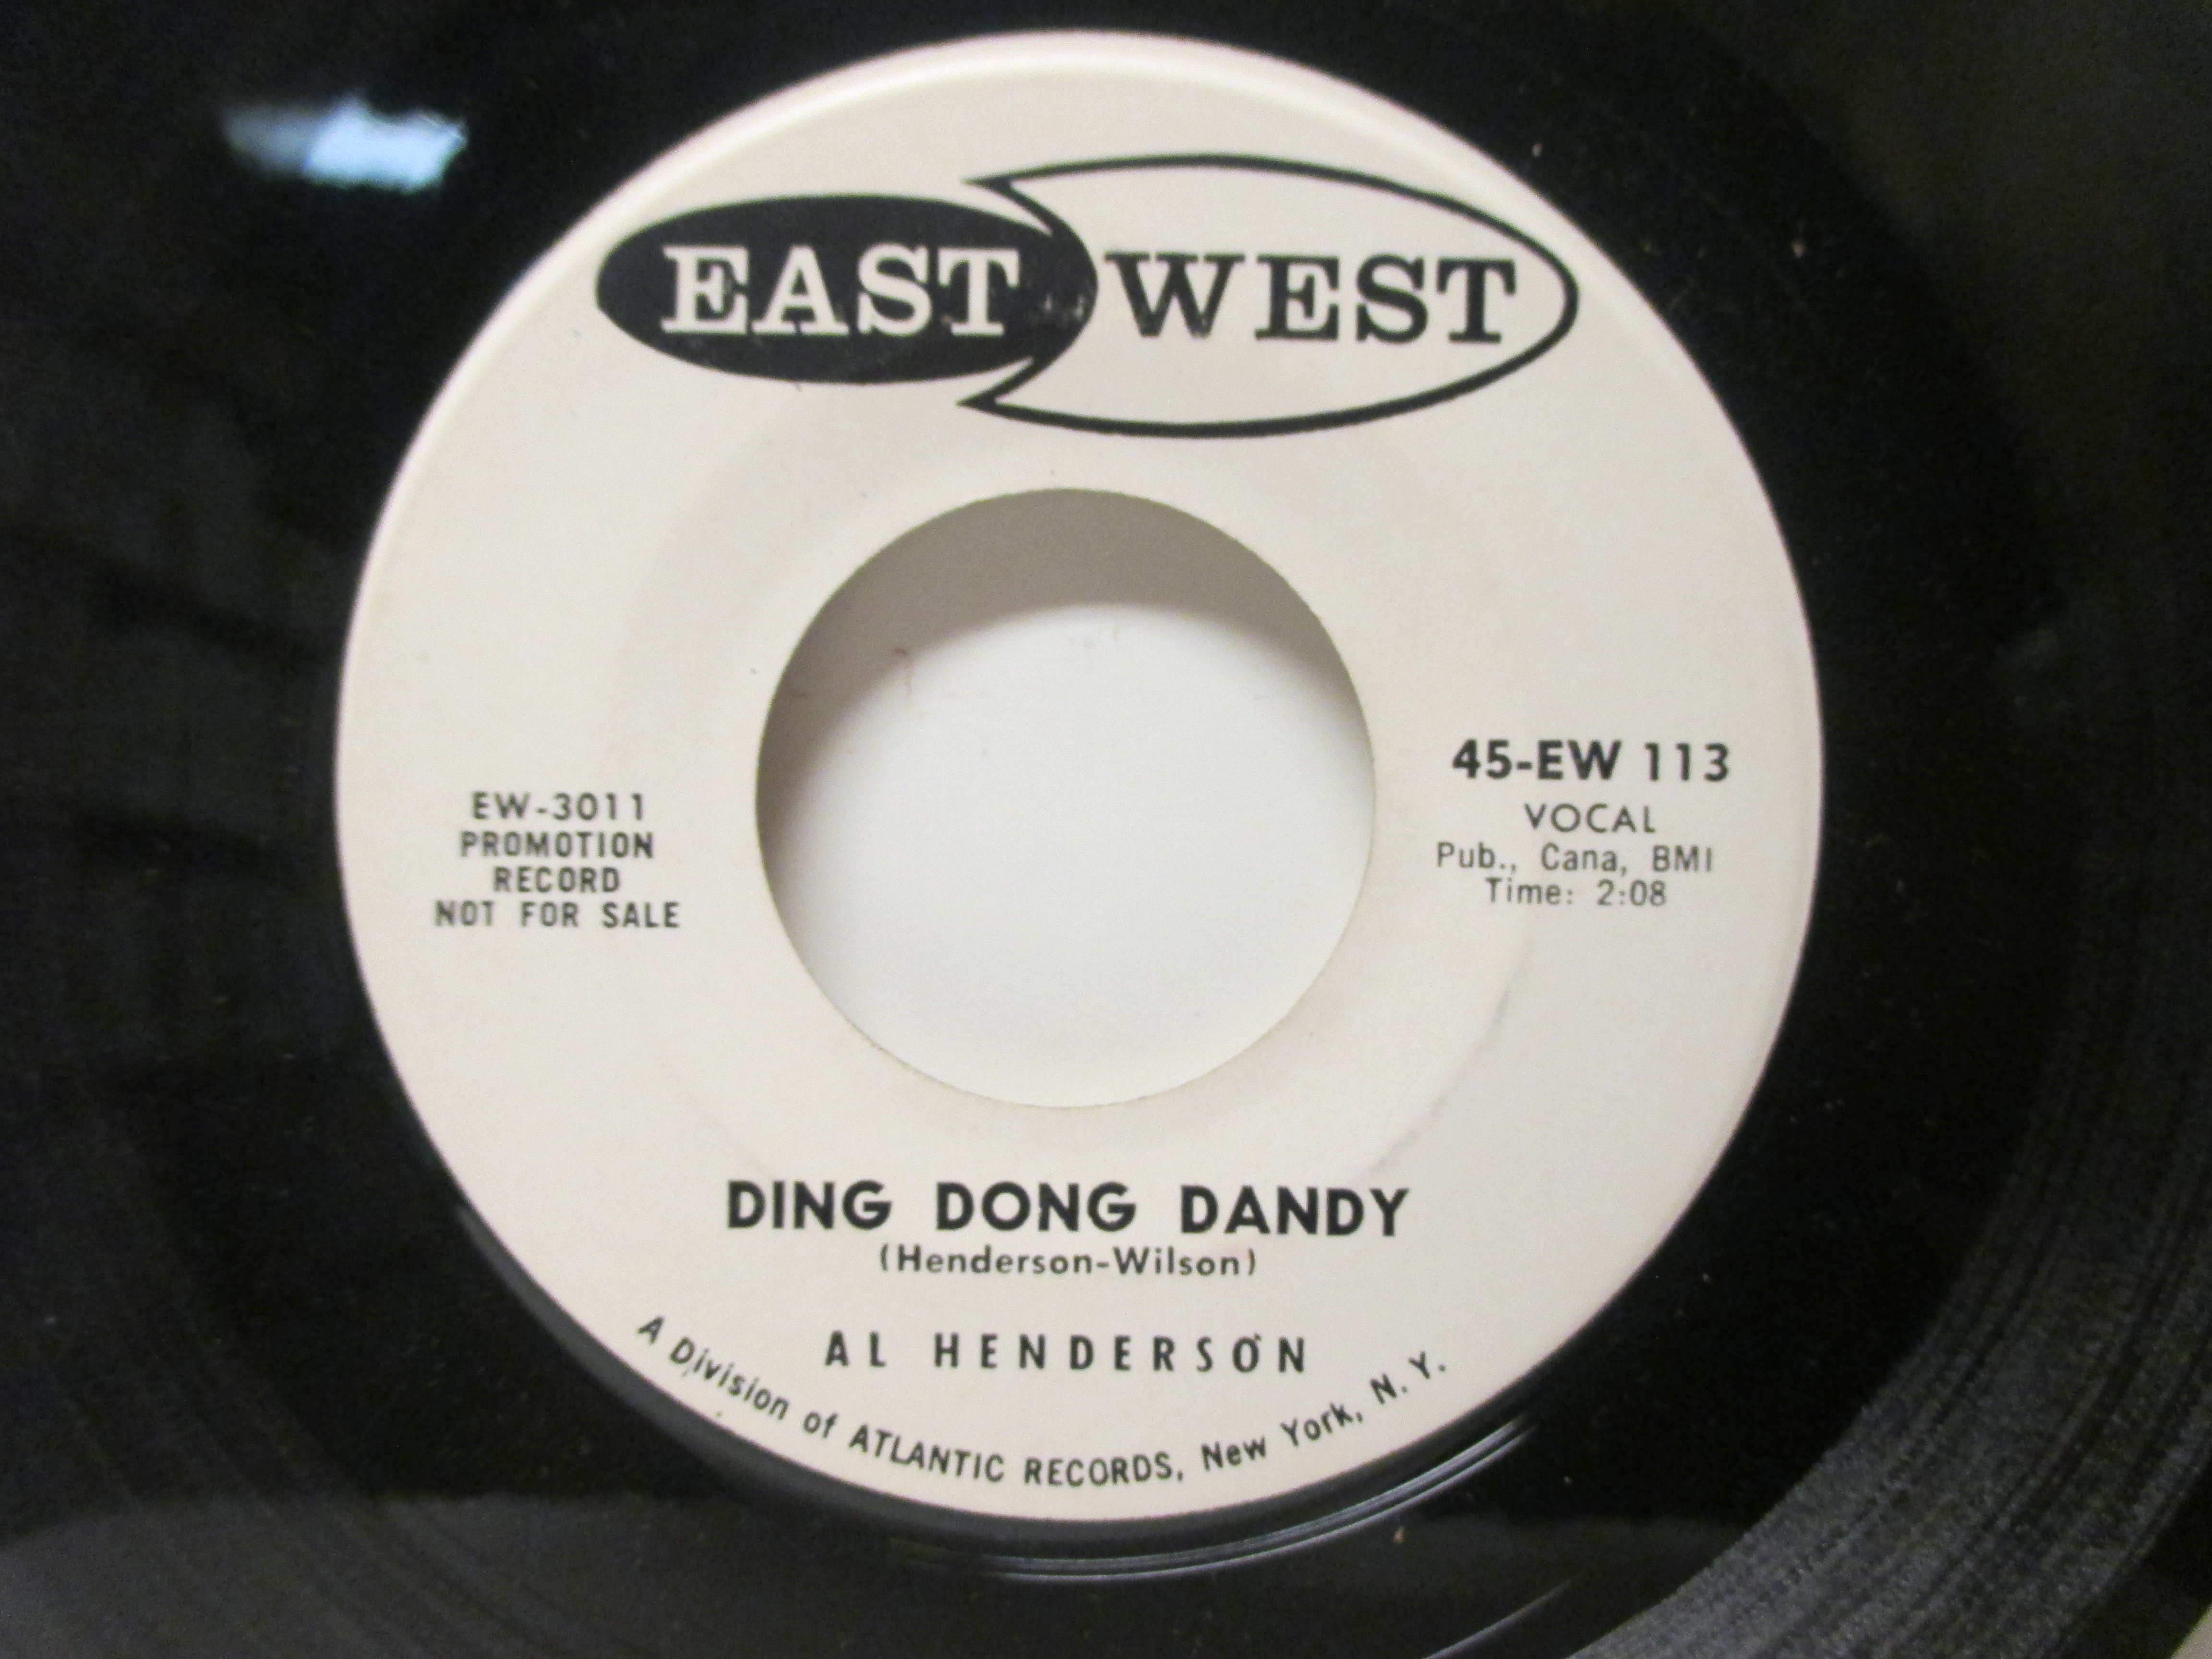 EAST WEST
EW-3011
PROMOTION
RECORD
NOT FOR SALE
45-EW 113
VOCAL
Pub., Cana, BMI
Time: 2:08
DING DONG DANDY
(Henderson-Wilson)
AL HENDERSON
A Division of ATLANTIC RECORDS, New York, N. Y.